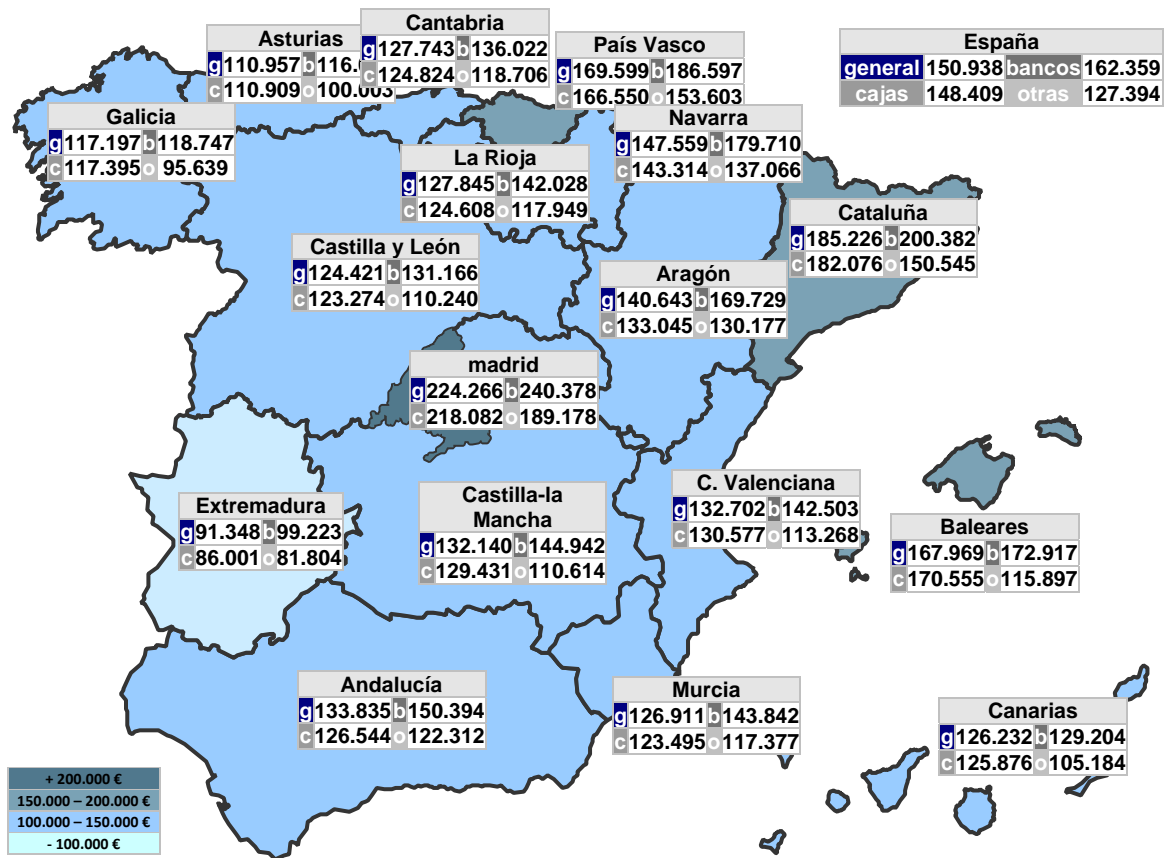 Cantabria
g 127.743 b 136.022
c 124.824 o 118.706
Asturias
g 110.957 b
c 110.909 o
País Vasco
g 169.599 b 186.597
c 166.550 o 153.603
España
general 150.938 bancos 162.359
cajas 148.409 otras 127.394
Galicia
g 117.197 b 118.747
c 117.395 o 95.639
Navarra
g 147.559 b 179.710
c 143.314 o 137.066
La Rioja
g 127.845 b 142.028
c 124.608 o 117.949
Cataluña
g 185.226 b 200.382
c 182.076 o 150.545
Castilla y León
g 124.421 b 131.166
c 123.274 o 110.240
Aragón
g 140.643 b 169.729
c 133.045 o 130.177
madrid
g 224.266 b 240.378
c 218.082 o 189.178
C. Valenciana
g 132.702 b 142.503
c 130.577 o 113.268
Extremadura
g 91.348 b 99.223
c 86.001 o 81.804
Castilla-la
Mancha
g 132.140 b 144.942
c 129.431 o 110.614
Baleares
g 167.969 b 172.917
c 170.555 o 115.897
Andalucía
g 133.835 b 150.394
c 126.544 o 122.312
Murcia
g 126.911 b 143.842
c 123.495 o 117.377
Canarias
g 126.232 b 129.204
c 125.876 o 105.184
+ 200.000 €
150.000 – 200.000 €
100.000 – 150.000 €
- 100.000 €